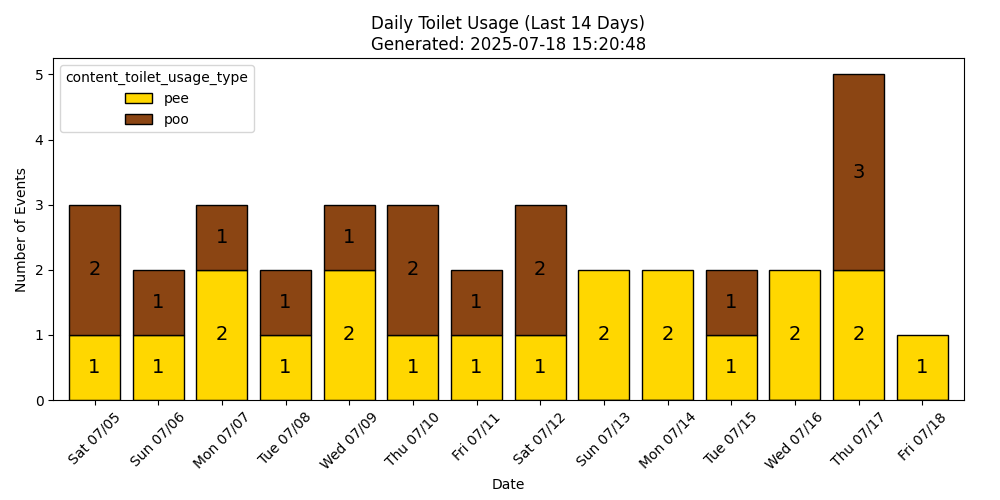 Daily Toilet Usage (Last 14 Days)
Generated: 2025-07-18 15:20:48
content_toilet_usage_type
pee
poo
Number of Events
5
4
3
2
1
0
2 1 1 1 1 2 1 2 1 3
1 1 2 1 2 1 1 1 2 2 1 2 2 1
Sat 07/05 Sun 07/06 Mon 07/07 Tue 07/08 Wed 07/09 Thu 07/10 Fri 07/11 Sat 07/12 Sun 07/13 Mon 07/14 Tue 07/15 Wed 07/16 Thu 07/17 Fri 07/18
Date